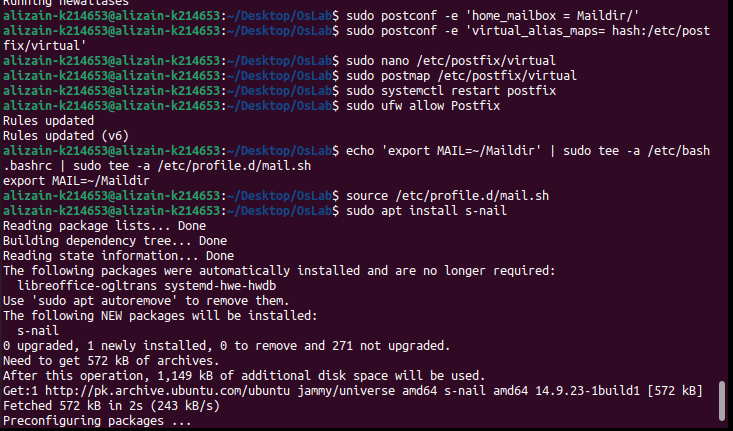 Running newaliases
alizain-k214653@alizain-k214653:~/Desktop/OsLab$ sudo postconf -e 'home_mailbox = Maildir/'
alizain-k214653@alizain-k214653:~/Desktop/OsLab$ sudo postconf -e 'virtual_alias_maps= hash:/etc/post
fix/virtual'
alizain-k214653@alizain-k214653:~/Desktop/OsLab$ sudo nano /etc/postfix/virtual
alizain-k214653@alizain-k214653:~/Desktop/OsLab$ sudo postmap /etc/postfix/virtual
alizain-k214653@alizain-k214653:~/Desktop/OsLab$ sudo systemctl restart postfix
alizain-k214653@alizain-k214653:~/Desktop/OsLab$ sudo ufw allow Postfix
Rules updated
Rules updated (v6)
alizain-k214653@alizain-k214653:~/Desktop/OsLab$ echo 'export MAIL=~/Maildir' | sudo tee -a /etc/bash
.bashrc | sudo tee -a /etc/profile.d/mail.sh
export MAIL=~/Maildir
alizain-k214653@alizain-k214653:~/Desktop/OsLab$ source /etc/profile.d/mail.sh
alizain-k214653@alizain-k214653:~/Desktop/OsLab$ sudo apt install s-nail
Reading package lists... Done
Building dependency tree... Done
Reading state information... Done
The following packages were automatically installed and are no longer required:
  libreoffice-ogltrans systemd-hwe-hwdb
Use 'sudo apt autoremove' to remove them.
The following NEW packages will be installed:
  s-nail
0 upgraded, 1 newly installed, 0 to remove and 271 not upgraded.
Need to get 572 kB of archives.
After this operation, 1,149 kB of additional disk space will be used.
Get:1 http://pk.archive.ubuntu.com/ubuntu jammy/universe amd64 s-nail amd64 14.9.23-1build1 [572 kB]
Fetched 572 kB in 2s (243 kB/s)
Preconfiguring packages ...